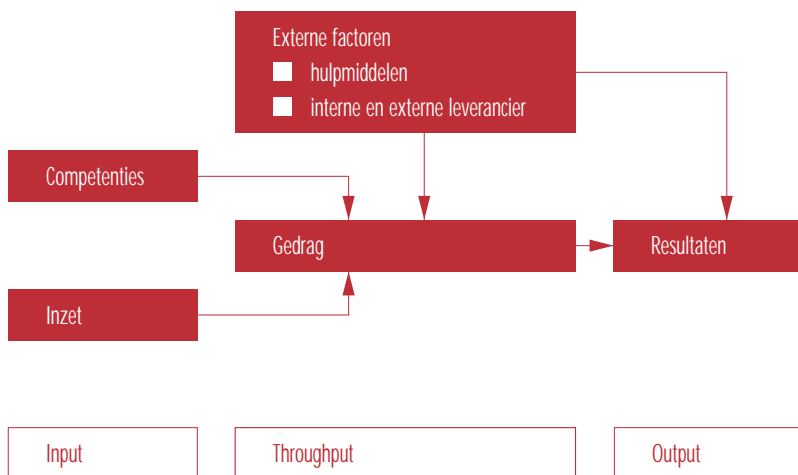 Externe factoren
hulpmiddelen
interne en externe leverancier
Competenties
Gedrag
Resultaten
Inzet
Input
Throughput
Output